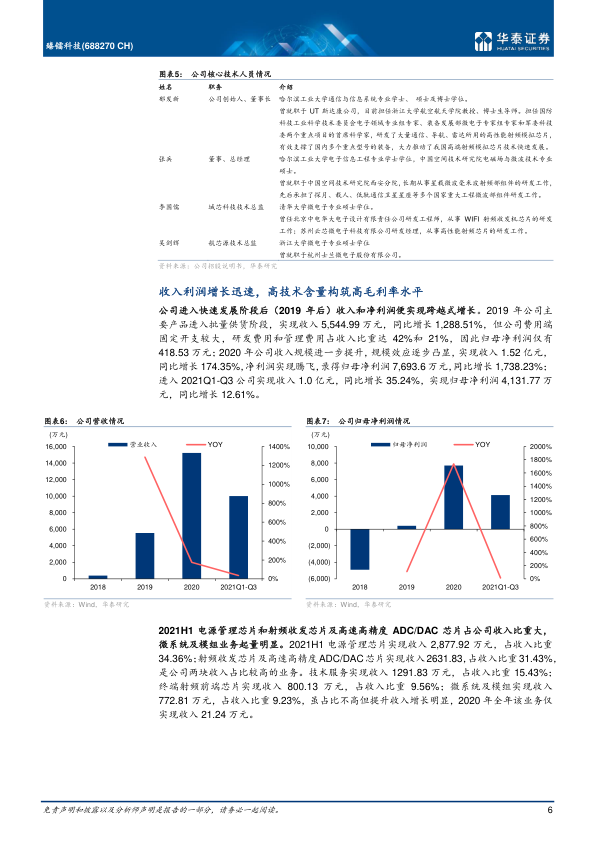 臻镭科技(688270 CH)
华泰证券
HUATAI SECURITIES
图表5： 公司核心技术人员情况
姓名 职务 介绍
郁发新 公司创始人、董事长 哈尔滨工业大学通信与信息系统专业学士、 硕士及博士学位。
曾就职于 UT 斯达康公司，目前担任浙江大学航空航天学院教授、博士生导师。担任国防
科技工业科学技术委员会电子领域专业组专家、装备发展部微电子专家组专家和军委科技
委两个重点项目的首席科学家，研发了大量通信、导航、雷达所用的高性能射频模拟芯片，
有效支撑了国内多个重点型号的装备，大力推动了我国高端射频模拟芯片技术快速发展。
张兵 董事、总经理 哈尔滨工业大学电子信息工程专业学士学位，中国空间技术研究院电磁场与微波技术专业
硕士。
曾就职于中国空间技术研究院西安分院，长期从事星载微波毫米波射频部组件的研发工作，
先后承担了探月、载人、低轨通信卫星星座等多个国家重大工程微波部组件研发工作。
李国儒 城芯科技技术总监 清华大学微电子专业硕士学位。
曾任北京中电华大电子设计有限责任公司研发工程师，从事 WIFI 射频收发机芯片的研发
工作；苏州云芯微电子科技有限公司研发经理，从事高性能射频芯片的研发工作。
吴剑辉 航芯源技术总监 浙江大学微电子专业硕士学位
曾就职于杭州士兰微电子股份有限公司。
资料来源：公司招股说明书，华泰研究
收入利润增长迅速，高技术含量构筑高毛利率水平
公司进入快速发展阶段后（2019 年后）收入和净利润便实现跨越式增长。2019 年公司主
要产品进入批量供货阶段，实现收入 5,544.99 万元，同比增长 1,288.51%，但公司费用端
固定开支较大，研发费用和管理费用占收入比重达 42%和 21%，因此归母净利润仅有
418.53 万元；2020 年公司收入规模进一步提升，规模效应逐步凸显，实现收入 1.52 亿元，
同比增长 174.35%，净利润实现腾飞，录得归母净利润 7,693.6 万元，同比增长 1,738.23%；
进入 2021Q1-Q3 公司实现收入 1.0 亿元，同比增长 35.24%，实现归母净利润 4,131.77 万
元，同比增长 12.61%。
图表6： 公司营收情况
(万元)
营业收入 YOY
16,000 1400%
14,000 1200%
12,000 1000%
10,000 800%
8,000 600%
6,000 400%
4,000 200%
2,000 0%
0
2018 2019 2020 2021Q1-Q3
资料来源：Wind、华泰研究
图表7： 公司归母净利润情况
(万元)
归母净利润 YOY
10,000 2000%
8,000 1800%
6,000 1600%
4,000 1400%
2,000 1200%
0 1000%
(2,000) 800%
(4,000) 600%
(6,000) 400%
200%
0%
2018 2019 2020 2021Q1-Q3
资料来源：Wind、华泰研究
2021H1 电源管理芯片和射频收发芯片及高速高精度 ADC/DAC 芯片占公司收入比重大，
微系统及模组业务起量明显。2021H1 电源管理芯片实现收入 2,877.92 万元，占收入比重
34.36%；射频收发芯片及高速高精度 ADC/DAC 芯片实现收入2631.83，占收入比重 31.43%，
是公司两块收入占比较高的业务。技术服务实现收入 1291.83 万元，占收入比重 15.43%；
终端射频前端芯片实现收入 800.13 万元，占收入比重 9.56%；微系统及模组实现收入
772.81 万元，占收入比重 9.23%，虽占比不高但提升收入增长明显，2020 年全年该业务仅
实现收入 21.24 万元。
免责声明和披露以及分析师声明是报告的一部分，请务必一起阅读。 6